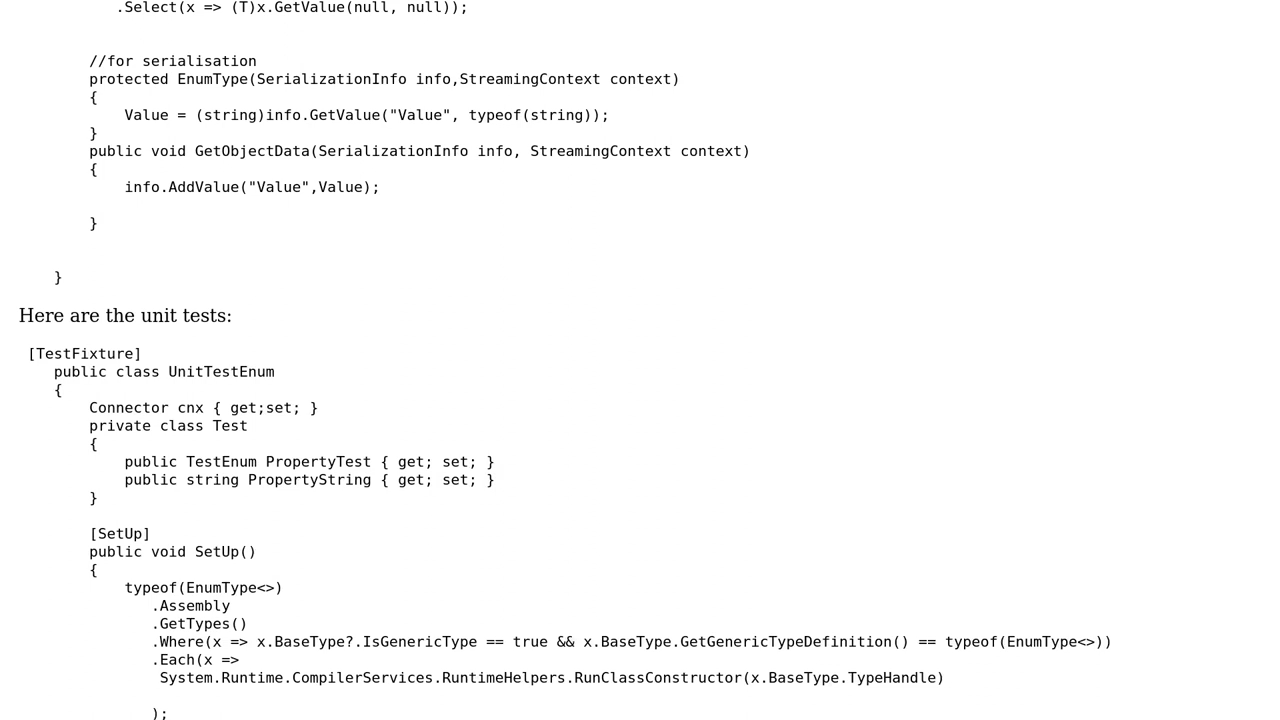 .Select(x => (T)x.GetValue(null, null));
//for serialisation
protected EnumType(SerializationInfo info,StreamingContext context)
{
Value = (string)info.GetValue("Value", typeof(string));
}
public void GetObjectData(SerializationInfo info, StreamingContext context)
{
info.AddValue("Value",Value);
}
}
Here are the unit tests:
[TestFixture]
public class UnitTestEnum
{
Connector cnx { get;set; }
private class Test
{
public TestEnum PropertyTest { get; set; }
public string PropertyString { get; set; }
}
[SetUp]
public void SetUp()
{
typeof(EnumType<>)
.Assembly
.GetTypes()
.Where(x => x.BaseType?.IsGenericType == true && x.BaseType.GetGenericTypeDefinition() == typeof(EnumType<>))
.Each(x =>
System.Runtime.CompilerServices.RuntimeHelpers.RunClassConstructor(x.BaseType.TypeHandle)
);